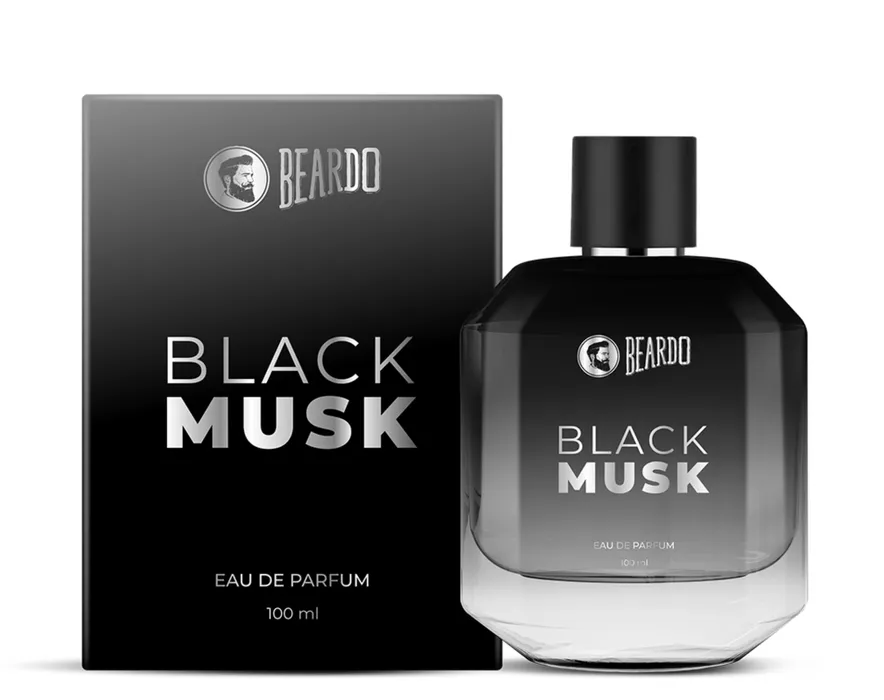 BEARDO
BLACK
MUSK
EAU DE PARFUM
100 ml
BEARDO
BLACK
MUSK
EAU DE PARFUM
100 ml